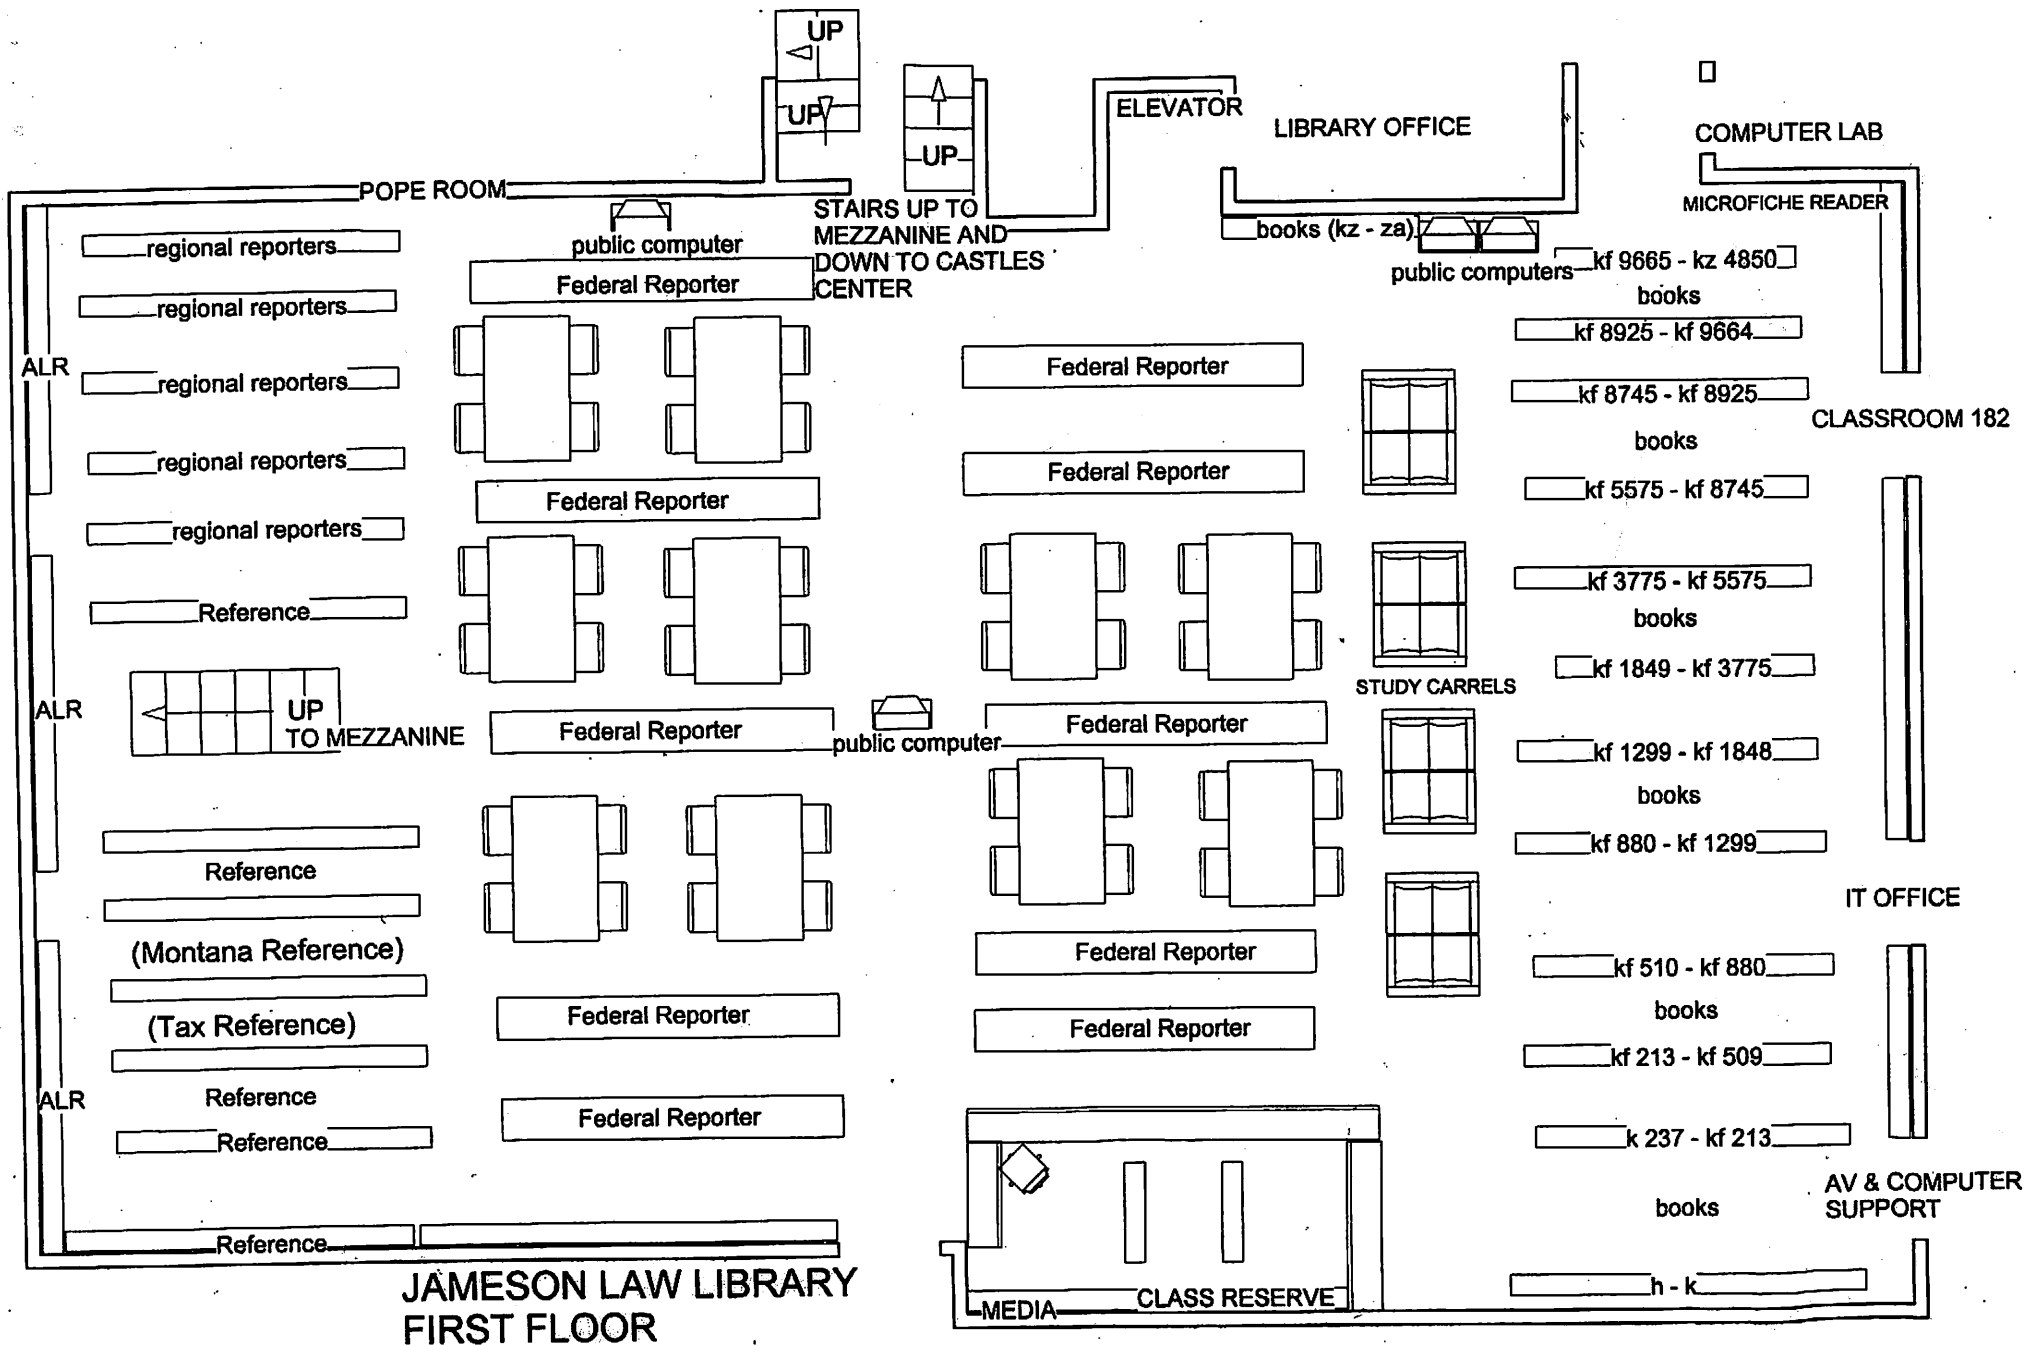 UP
UP
UP
ELEVATOR
LIBRARY OFFICE
COMPUTER LAB
POPE ROOM
MICROFICHE READER
STAIRS UP TO
MEZZANINE AND
DOWN TO CASTLES
CENTER
public computer
books (kz - za)
public computers
regional reporters
regional reporters
regional reporters
regional reporters
regional reporters
Reference
ALR
ALR
ALR
UP
TO MEZZANINE
Reference
(Montana Reference)
(Tax Reference)
Reference
Reference
Reference
Federal Reporter
Federal Reporter
Federal Reporter
Federal Reporter
Federal Reporter
public computer
Federal Reporter
Federal Reporter
Federal Reporter
Federal Reporter
Federal Reporter
STUDY CARRELS
kf 9665 - kz 4850
books
kf 8925 - kf 9664
kf 8745 - kf 8925
books
kf 5575 - kf 8745
kf 3775 - kf 5575
books
kf 1849 - kf 3775
kf 1299 - kf 1848
books
kf 880 - kf 1299
kf 510 - kf 880
books
kf 213 - kf 509
k 237 - kf 213
books
h - k
CLASSROOM 182
IT OFFICE
AV & COMPUTER
SUPPORT
MEDIA
CLASS RESERVE
JAMESON LAW LIBRARY
FIRST FLOOR